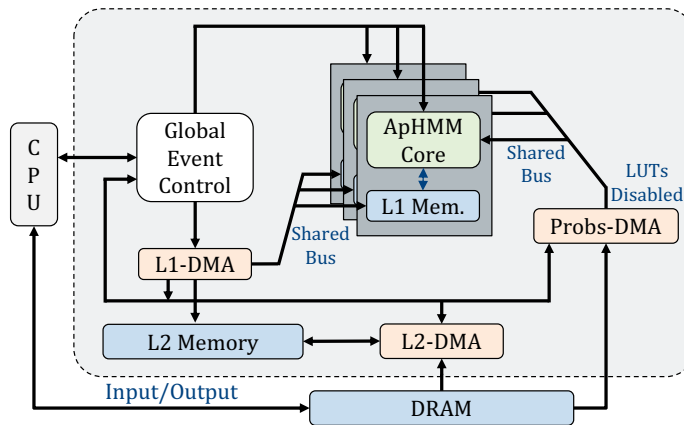 C
P
U
Global
Event
Control
ApHMM
Core
L1 Mem.
Shared
Bus
LUTs
Disabled
Shared
Bus
Probs-DMA
L1-DMA
L2 Memory
L2-DMA
Input/Output
DRAM